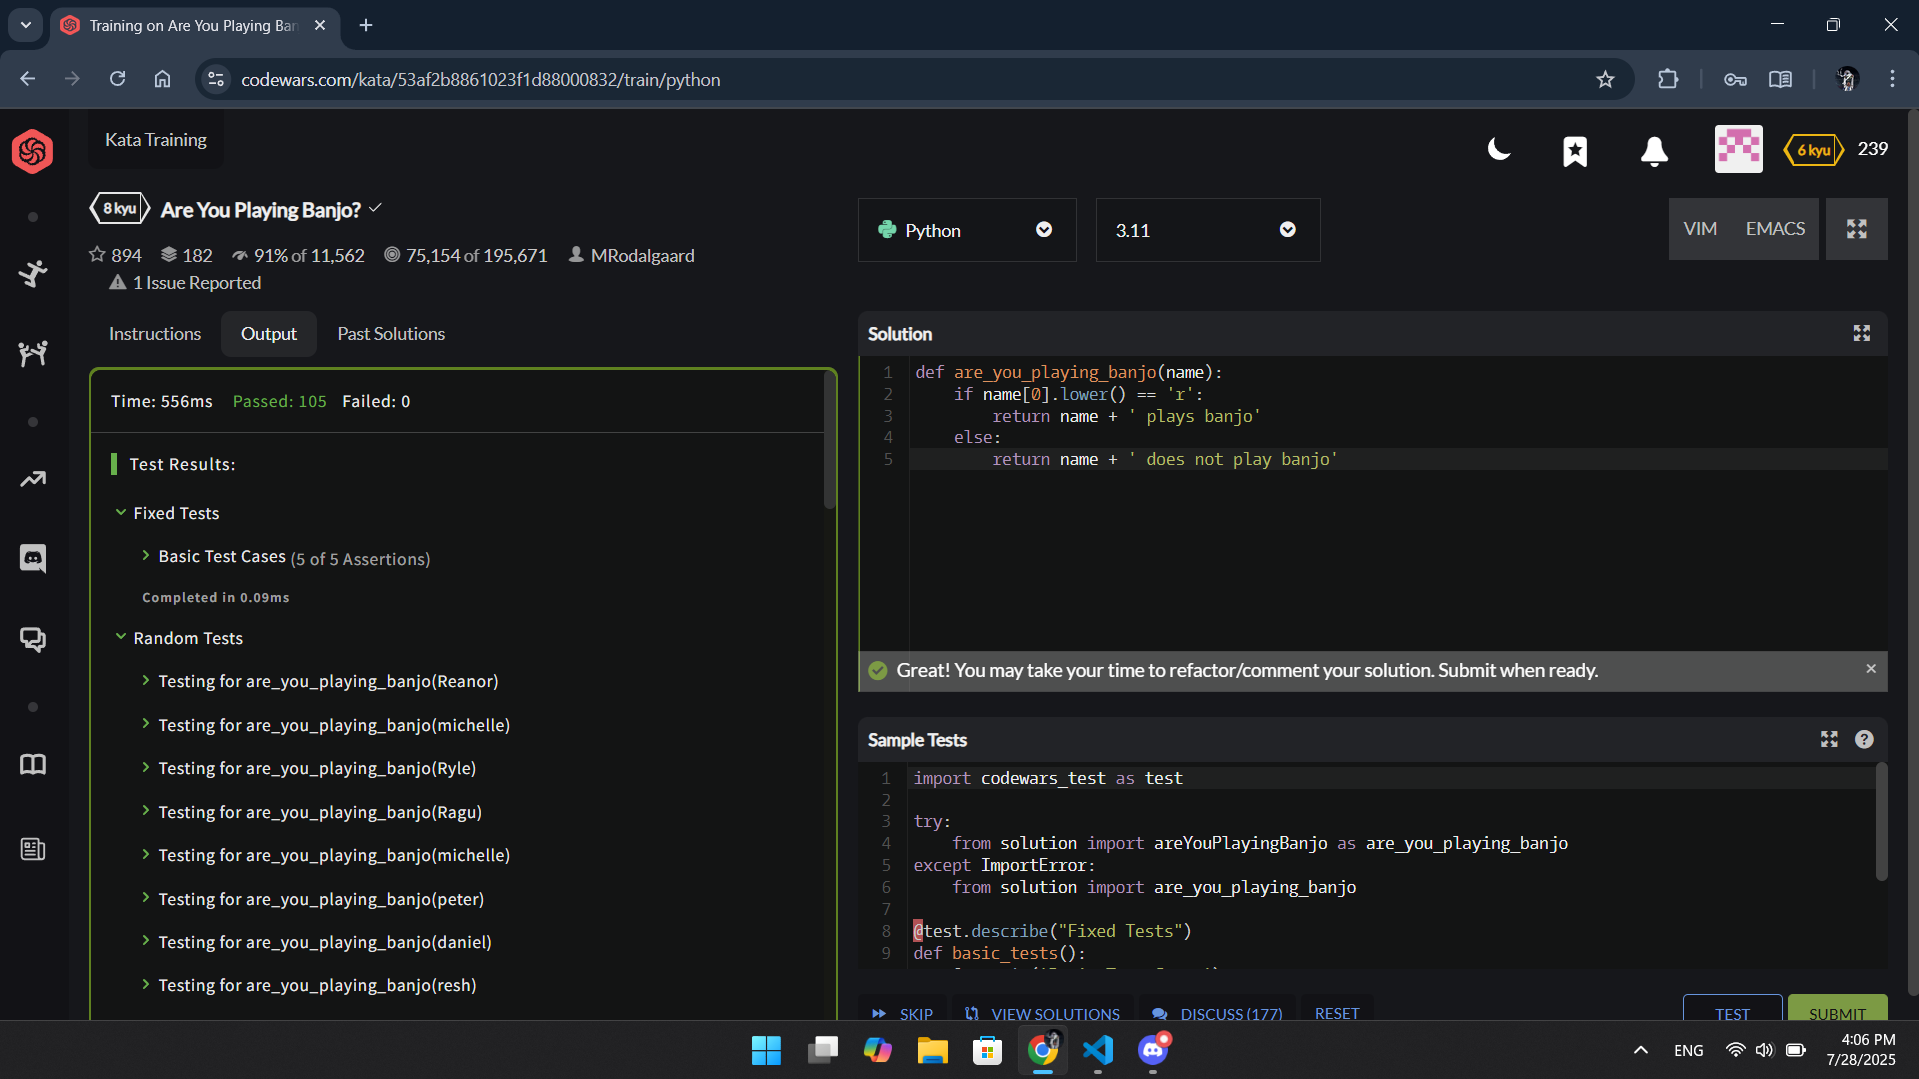 Training on Are You Playing Ban
codewars.com/kata/53af2b8861023f1d88000832/train/python
Kata Training
6 kyu 239
8 kyu Are You Playing Banjo?
894 182 91% of 11,562 75,154 of 195,671 MRodalgaard
1 Issue Reported
Python
3.11
VIM EMACS
Instructions Output Past Solutions
Time: 556ms Passed: 105 Failed: 0
Test Results:
Fixed Tests
Basic Test Cases (5 of 5 Assertions)
Completed in 0.09ms
Random Tests
Testing for are_you_playing_banjo(Reanor)
Testing for are_you_playing_banjo(michelle)
Testing for are_you_playing_banjo(Ryle)
Testing for are_you_playing_banjo(Ragu)
Testing for are_you_playing_banjo(michelle)
Testing for are_you_playing_banjo(peter)
Testing for are_you_playing_banjo(daniel)
Testing for are_you_playing_banjo(resh)
Solution
1 def are_you_playing_banjo(name):
2     if name[0].lower() == 'r':
3         return name + ' plays banjo'
4     else:
5         return name + ' does not play banjo'
Great! You may take your time to refactor/comment your solution. Submit when ready.
Sample Tests
1 import codewars_test as test
2
3 try:
4     from solution import areYouPlayingBanjo as are_you_playing_banjo
5 except ImportError:
6     from solution import are_you_playing_banjo
7
8 @test.describe("Fixed Tests")
9 def basic_tests():
SKIP VIEW SOLUTIONS DISCUSS (177) RESET TEST SUBMIT
ENG
4:06 PM
7/28/2025